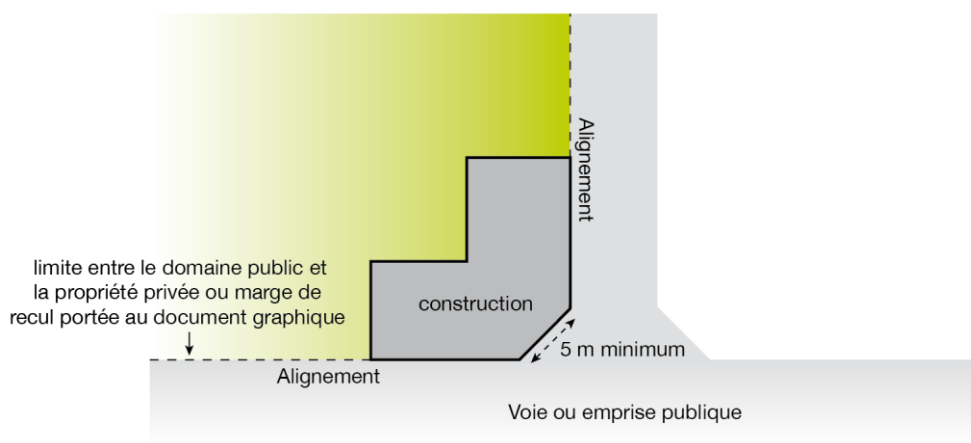 Alignement
limite entre le domaine public et
la propriété privée ou marge de
recul portée au document graphique
construction
5 m minimum
Alignement
Voie ou emprise publique